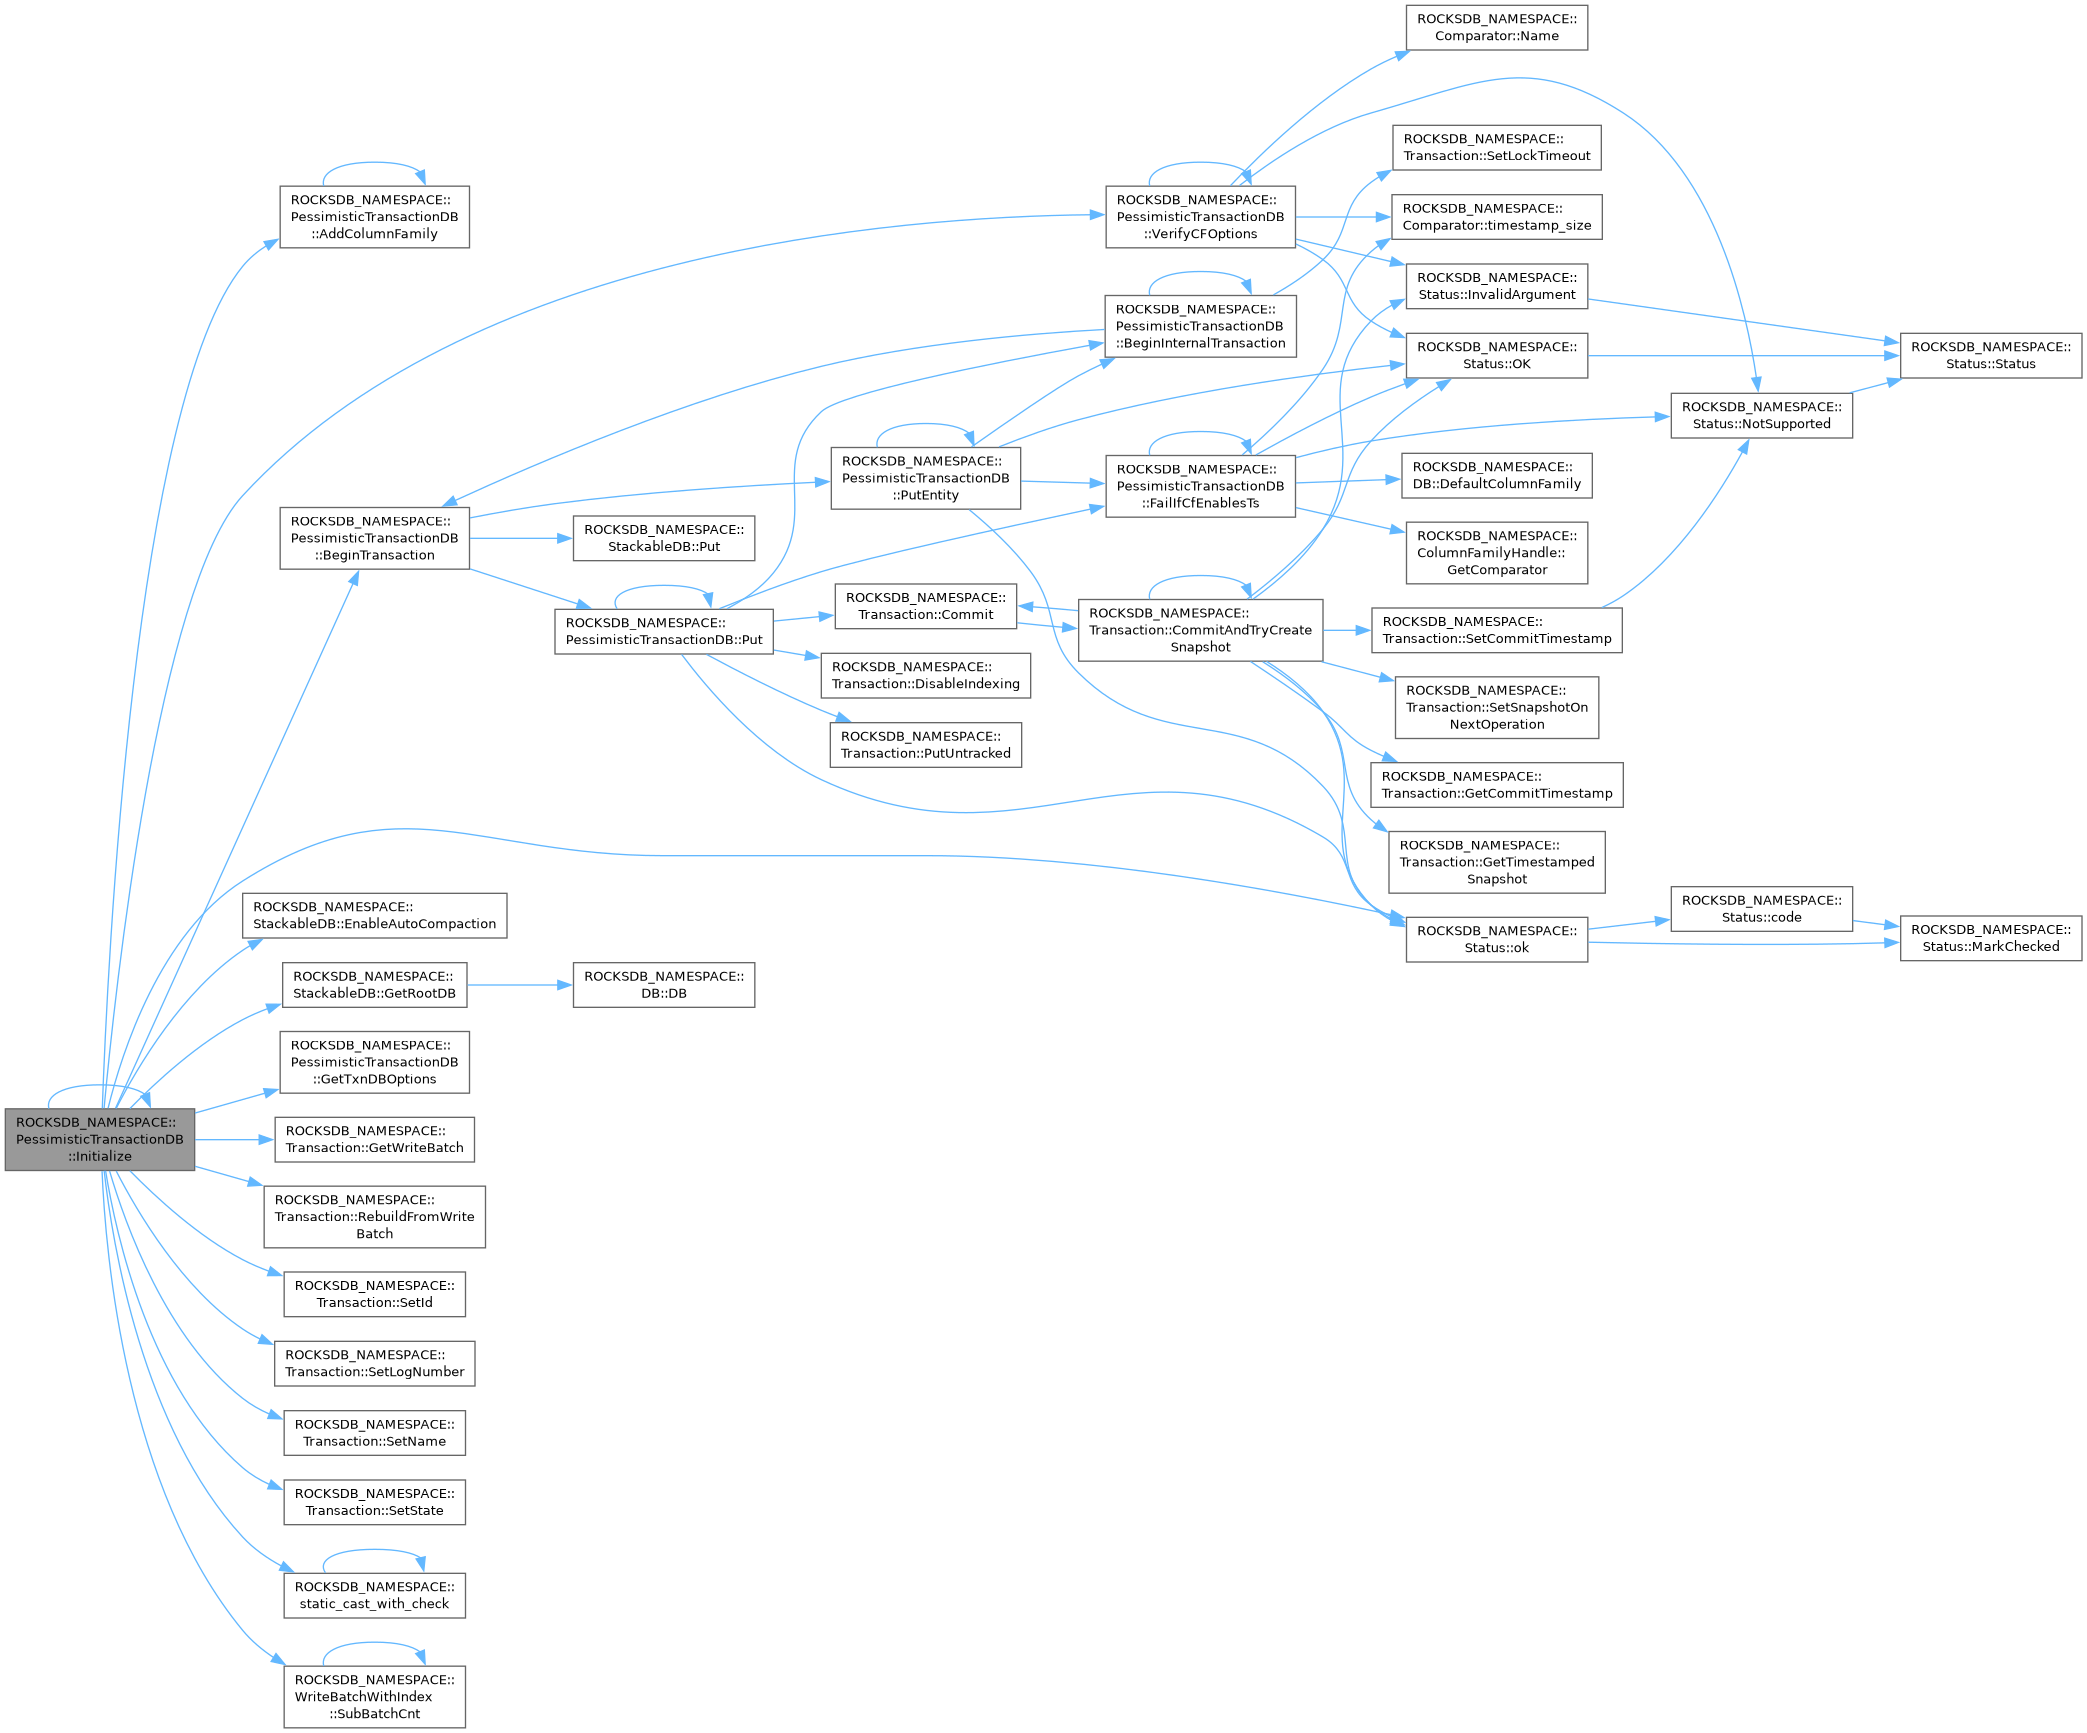 ROCKSDB_NAMESPACE::
Comparator::Name
ROCKSDB_NAMESPACE::
Transaction::SetLockTimeout
ROCKSDB_NAMESPACE::
PessimisticTransactionDB
::AddColumnFamily
ROCKSDB_NAMESPACE::
PessimisticTransactionDB
::VerifyCFOptions
ROCKSDB_NAMESPACE::
Comparator::timestamp_size
ROCKSDB_NAMESPACE::
Status::InvalidArgument
ROCKSDB_NAMESPACE::
PessimisticTransactionDB
::BeginInternalTransaction
ROCKSDB_NAMESPACE::
Status::OK
ROCKSDB_NAMESPACE::
Status::Status
ROCKSDB_NAMESPACE::
Status::NotSupported
ROCKSDB_NAMESPACE::
PessimisticTransactionDB
::PutEntity
ROCKSDB_NAMESPACE::
PessimisticTransactionDB
::FailIfCfEnablesTs
ROCKSDB_NAMESPACE::
DB::DefaultColumnFamily
ROCKSDB_NAMESPACE::
PessimisticTransactionDB
::BeginTransaction
ROCKSDB_NAMESPACE::
StackableDB::Put
ROCKSDB_NAMESPACE::
ColumnFamilyHandle::
GetComparator
ROCKSDB_NAMESPACE::
PessimisticTransactionDB::Put
ROCKSDB_NAMESPACE::
Transaction::Commit
ROCKSDB_NAMESPACE::
Transaction::CommitAndTryCreate
Snapshot
ROCKSDB_NAMESPACE::
Transaction::SetCommitTimestamp
ROCKSDB_NAMESPACE::
Transaction::DisableIndexing
ROCKSDB_NAMESPACE::
Transaction::SetSnapshotOn
NextOperation
ROCKSDB_NAMESPACE::
Transaction::PutUntracked
ROCKSDB_NAMESPACE::
Transaction::GetCommitTimestamp
ROCKSDB_NAMESPACE::
Transaction::GetTimestamped
Snapshot
ROCKSDB_NAMESPACE::
StackableDB::EnableAutoCompaction
ROCKSDB_NAMESPACE::
Status::ok
ROCKSDB_NAMESPACE::
Status::code
ROCKSDB_NAMESPACE::
Status::MarkChecked
ROCKSDB_NAMESPACE::
StackableDB::GetRootDB
ROCKSDB_NAMESPACE::
DB::DB
ROCKSDB_NAMESPACE::
PessimisticTransactionDB
::GetTxnDBOptions
ROCKSDB_NAMESPACE::
PessimisticTransactionDB
::Initialize
ROCKSDB_NAMESPACE::
Transaction::GetWriteBatch
ROCKSDB_NAMESPACE::
Transaction::RebuildFromWrite
Batch
ROCKSDB_NAMESPACE::
Transaction::SetId
ROCKSDB_NAMESPACE::
Transaction::SetLogNumber
ROCKSDB_NAMESPACE::
Transaction::SetName
ROCKSDB_NAMESPACE::
Transaction::SetState
ROCKSDB_NAMESPACE::
static_cast_with_check
ROCKSDB_NAMESPACE::
WriteBatchWithIndex
::SubBatchCnt